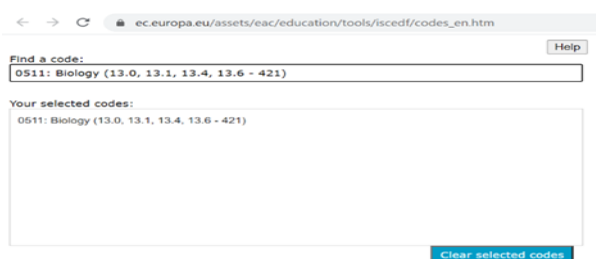 ec.europa.eu/assets/eac/education/tools/iscedf/codes_en.htm
Help
Find a code:
0511: Biology (13.0, 13.1, 13.4, 13.6 - 421)
Your selected codes:
0511: Biology (13.0, 13.1, 13.4, 13.6 - 421)
Clear selected codes